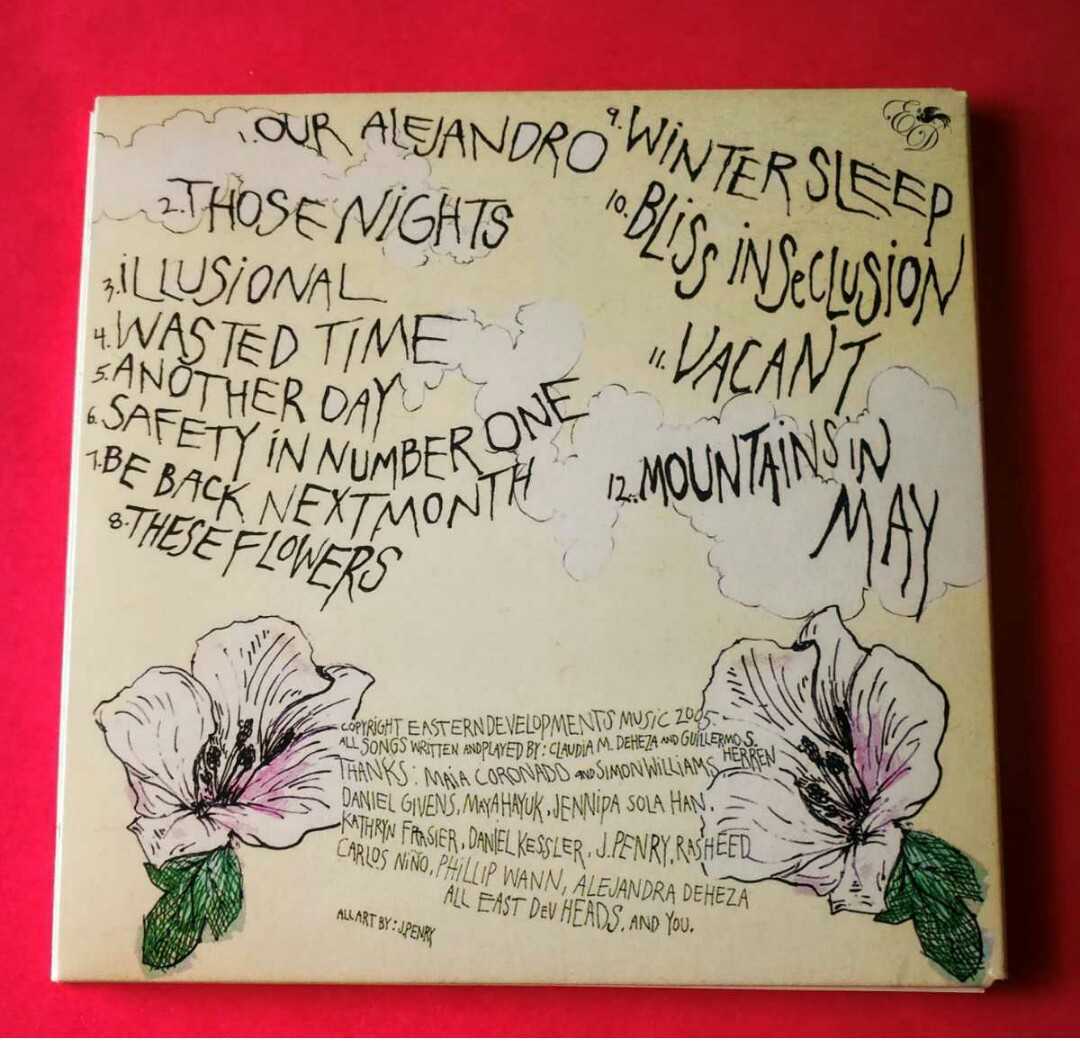 1. OUR ALEJANDRO
2. THOSE NiGHTS
3. iLLUSiONAL
4. WASTED TIME
5. ANOTHER DAY
6. SAFETY iN NUMBER ONE
7. BE BACK NEXT MONTH
8. THESE FLOWERS
9. WiNTER SLEEP
10. BLiSS iN SeCLUSiON
11. VACANT
12. MOUNTAiNS iN
MAY
ED
COPYRiGHT EASTERN DEVELOPMENTS MUSIC 2005.
ALL SONGS WRITTEN AND PLAYED BY: CLAUDIA M. DEHEZA AND GUILLERMO S.
HERREN
THANKS: MAiA CORONADO AND SIMON WILLIAMS,
DANIEL GIVENS, MAYA HAYUK, JENNiPA SOLA HAN,
KATHRYN FRASIER, DANIEL KESSLER, J. PENRY, RASHEED
CARLOS NiÑO, PHILLIP WANN, ALEJANDRA DEHEZA
ALL EAST DeV HEADS, AND YOU.
ALL ART BY: J.PENRY